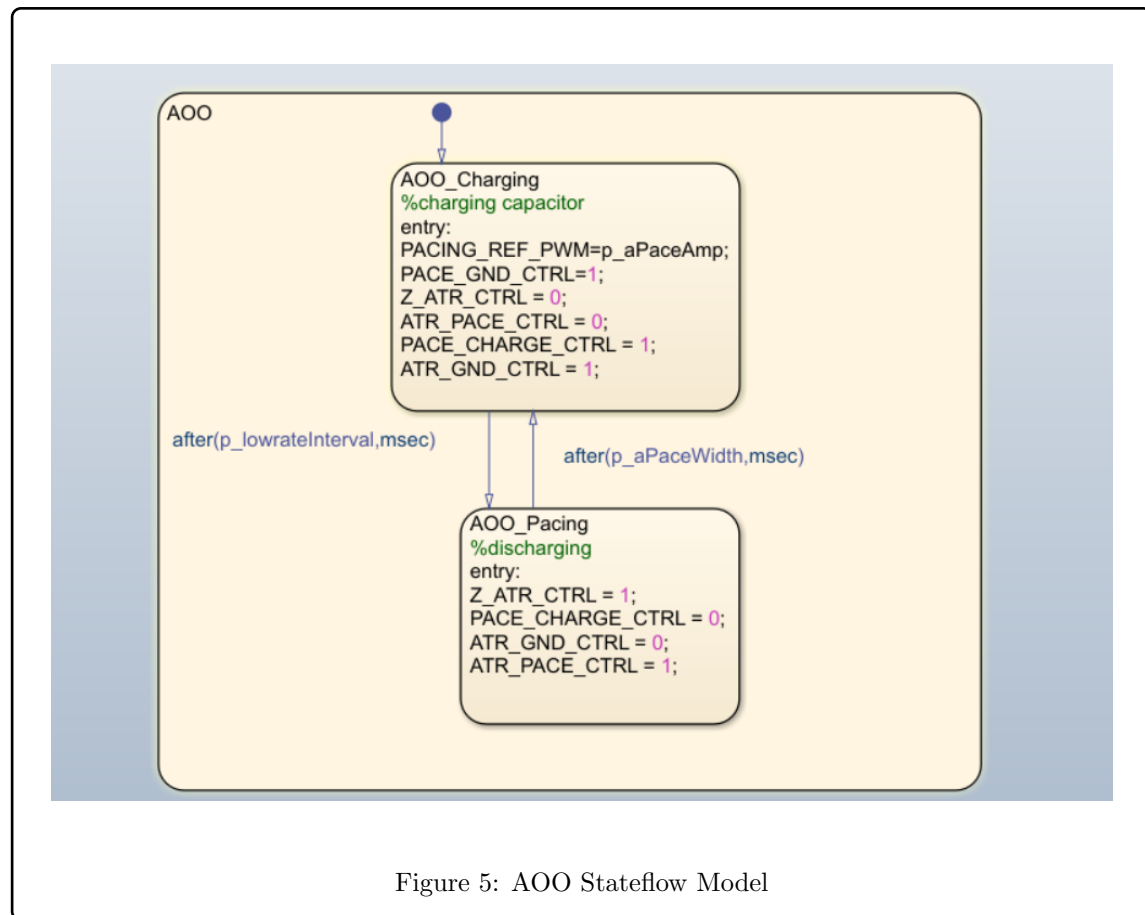 AOO
AOO_Charging
%charging capacitor
entry:
PACING_REF_PWM=p_aPaceAmp;
PACE_GND_CTRL=1;
Z_ATR_CTRL = 0;
ATR_PACE_CTRL = 0;
PACE_CHARGE_CTRL = 1;
ATR_GND_CTRL = 1;
after(p_lowrateInterval,msec)
after(p_aPaceWidth,msec)
AOO_Pacing
%discharging
entry:
Z_ATR_CTRL = 1;
PACE_CHARGE_CTRL = 0;
ATR_GND_CTRL = 0;
ATR_PACE_CTRL = 1;
Figure 5: AOO Stateflow Model